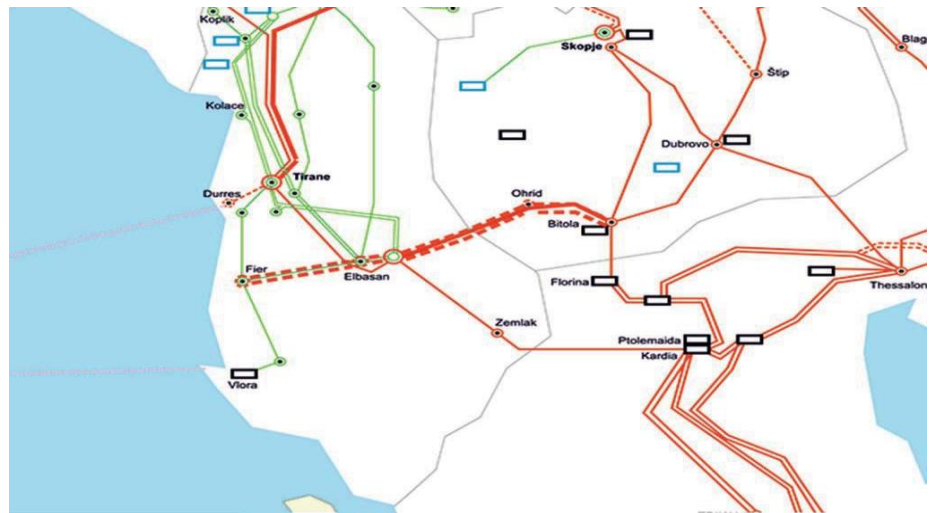 Koplik
Skopje
Blag
Štip
Kolace
Dubrovo
Tirane
Durres
Ohrid
Bitola
Fier
Elbasan
Florina
Thessalon
Zemlak
Ptolemaida
Kardia
Vlora